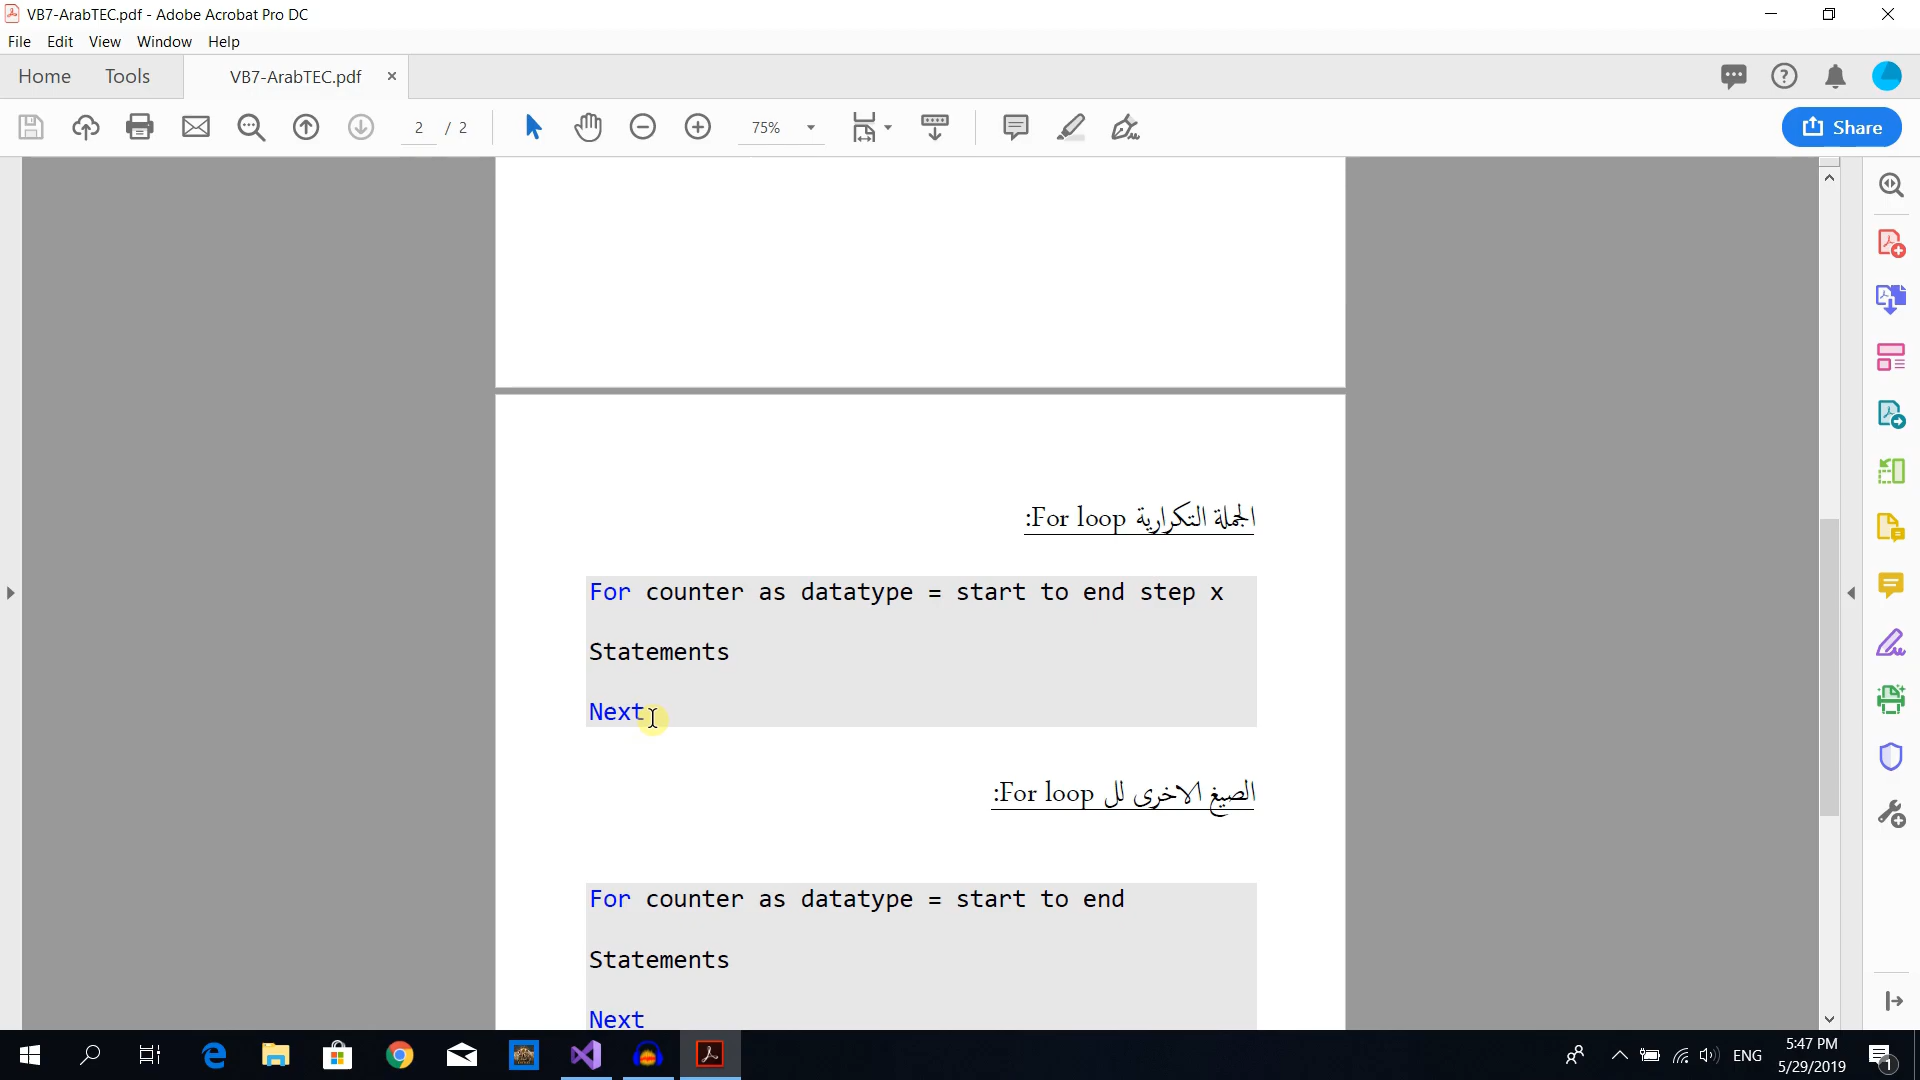 VB7-ArabTEC.pdf - Adobe Acrobat Pro DC
File Edit View Window Help
Home Tools VB7-ArabTEC.pdf ×
2 / 2 75% Share
الجملة التكرارية For loop:
For counter as datatype = start to end step x
Statements
Next
الصيغ الاخرى لل For loop:
For counter as datatype = start to end
Statements
Next
ENG
5:47 PM
5/29/2019
1